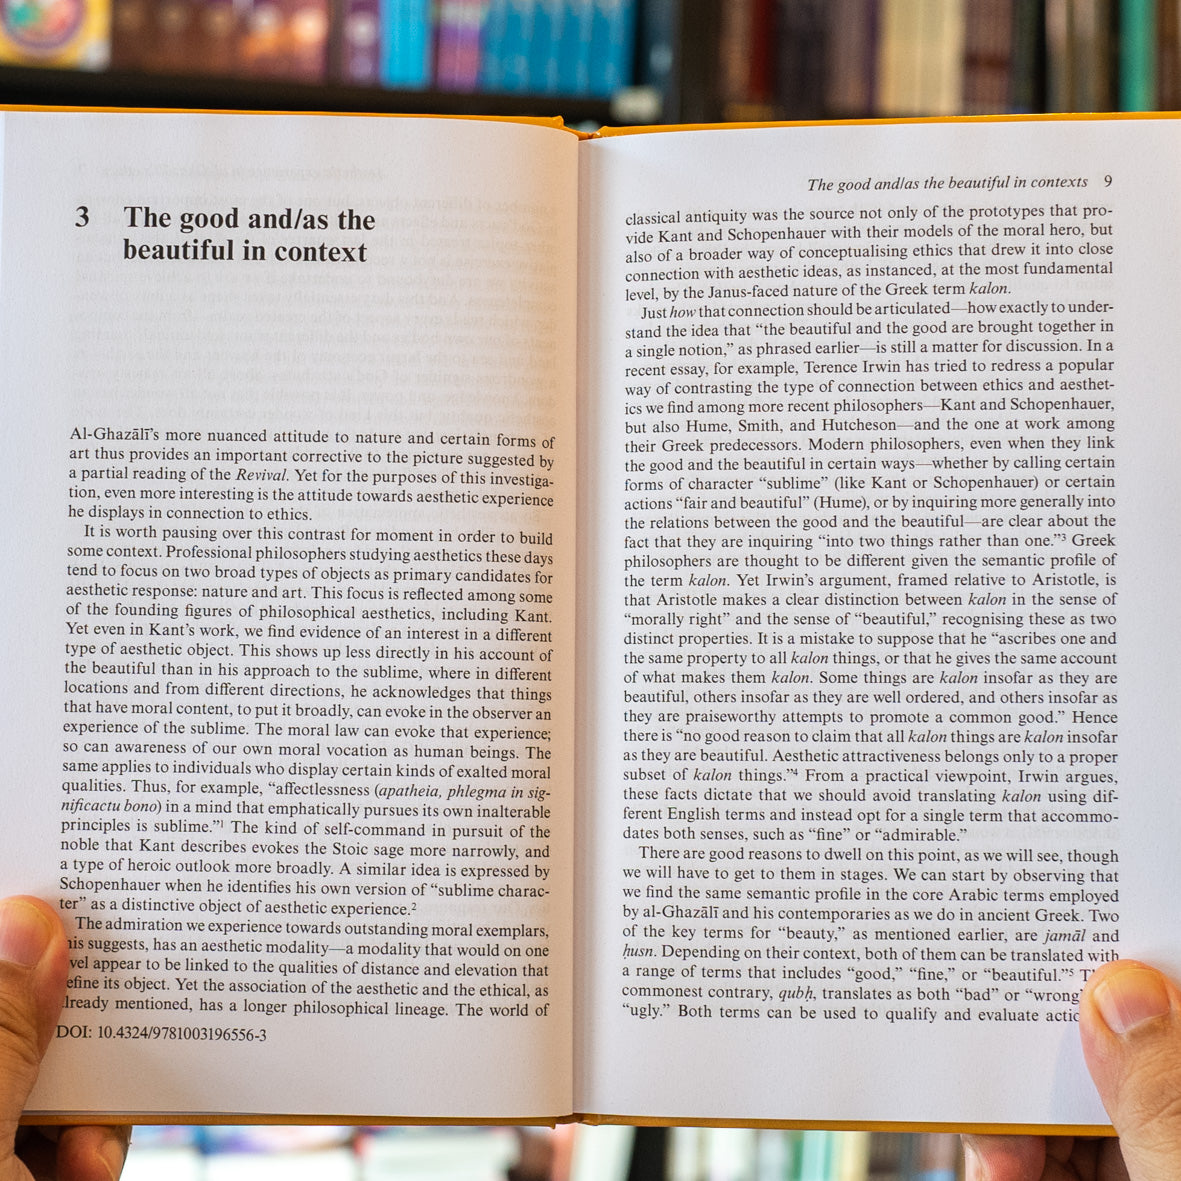 3 The good and/as the
beautiful in context
Al-Ghazālī’s more nuanced attitude to nature and certain forms of
art thus provides an important corrective to the picture suggested by
a partial reading of the Revival. Yet for the purposes of this investiga-
tion, even more interesting is the attitude towards aesthetic experience
he displays in connection to ethics.
It is worth pausing over this contrast for moment in order to build
some context. Professional philosophers studying aesthetics these days
tend to focus on two broad types of objects as primary candidates for
aesthetic response: nature and art. This focus is reflected among some
of the founding figures of philosophical aesthetics, including Kant.
Yet even in Kant’s work, we find evidence of an interest in a different
type of aesthetic object. This shows up less directly in his account of
the beautiful than in his approach to the sublime, where in different
locations and from different directions, he acknowledges that things
that have moral content, to put it broadly, can evoke in the observer an
experience of the sublime. The moral law can evoke that experience;
so can awareness of our own moral vocation as human beings. The
same applies to individuals who display certain kinds of exalted moral
qualities. Thus, for example, “affectlessness (apatheia, phlegma in sig-
nificactu bono) in a mind that emphatically pursues its own inalterable
principles is sublime.”¹ The kind of self-command in pursuit of the
noble that Kant describes evokes the Stoic sage more narrowly, and
a type of heroic outlook more broadly. A similar idea is expressed by
Schopenhauer when he identifies his own version of “sublime charac-
ter” as a distinctive object of aesthetic experience.²
The admiration we experience towards outstanding moral exemplars,
his suggests, has an aesthetic modality—a modality that would on one
vel appear to be linked to the qualities of distance and elevation that
efine its object. Yet the association of the aesthetic and the ethical, as
lready mentioned, has a longer philosophical lineage. The world of
DOI: 10.4324/9781003196556-3
The good and/as the beautiful in contexts 9
classical antiquity was the source not only of the prototypes that pro-
vide Kant and Schopenhauer with their models of the moral hero, but
also of a broader way of conceptualising ethics that drew it into close
connection with aesthetic ideas, as instanced, at the most fundamental
level, by the Janus-faced nature of the Greek term kalon.
Just how that connection should be articulated—how exactly to under-
stand the idea that “the beautiful and the good are brought together in
a single notion,” as phrased earlier—is still a matter for discussion. In a
recent essay, for example, Terence Irwin has tried to redress a popular
way of contrasting the type of connection between ethics and aesthet-
ics we find among more recent philosophers—Kant and Schopenhauer,
but also Hume, Smith, and Hutcheson—and the one at work among
their Greek predecessors. Modern philosophers, even when they link
the good and the beautiful in certain ways—whether by calling certain
forms of character “sublime” (like Kant or Schopenhauer) or certain
actions “fair and beautiful” (Hume), or by inquiring more generally into
the relations between the good and the beautiful—are clear about the
fact that they are inquiring “into two things rather than one.”³ Greek
philosophers are thought to be different given the semantic profile of
the term kalon. Yet Irwin’s argument, framed relative to Aristotle, is
that Aristotle makes a clear distinction between kalon in the sense of
“morally right” and the sense of “beautiful,” recognising these as two
distinct properties. It is a mistake to suppose that he “ascribes one and
the same property to all kalon things, or that he gives the same account
of what makes them kalon. Some things are kalon insofar as they are
beautiful, others insofar as they are well ordered, and others insofar as
they are praiseworthy attempts to promote a common good.” Hence
there is “no good reason to claim that all kalon things are kalon insofar
as they are beautiful. Aesthetic attractiveness belongs only to a proper
subset of kalon things.”⁴ From a practical viewpoint, Irwin argues,
these facts dictate that we should avoid translating kalon using dif-
ferent English terms and instead opt for a single term that accommo-
dates both senses, such as “fine” or “admirable.”
There are good reasons to dwell on this point, as we will see, though
we will have to get to them in stages. We can start by observing that
we find the same semantic profile in the core Arabic terms employed
by al-Ghazālī and his contemporaries as we do in ancient Greek. Two
of the key terms for “beauty,” as mentioned earlier, are jamāl and
ḥusn. Depending on their context, both of them can be translated with
a range of terms that includes “good,” “fine,” or “beautiful.”⁵
commonest contrary, qubḥ, translates as both “bad” or “wrong”
“ugly.” Both terms can be used to qualify and evaluate